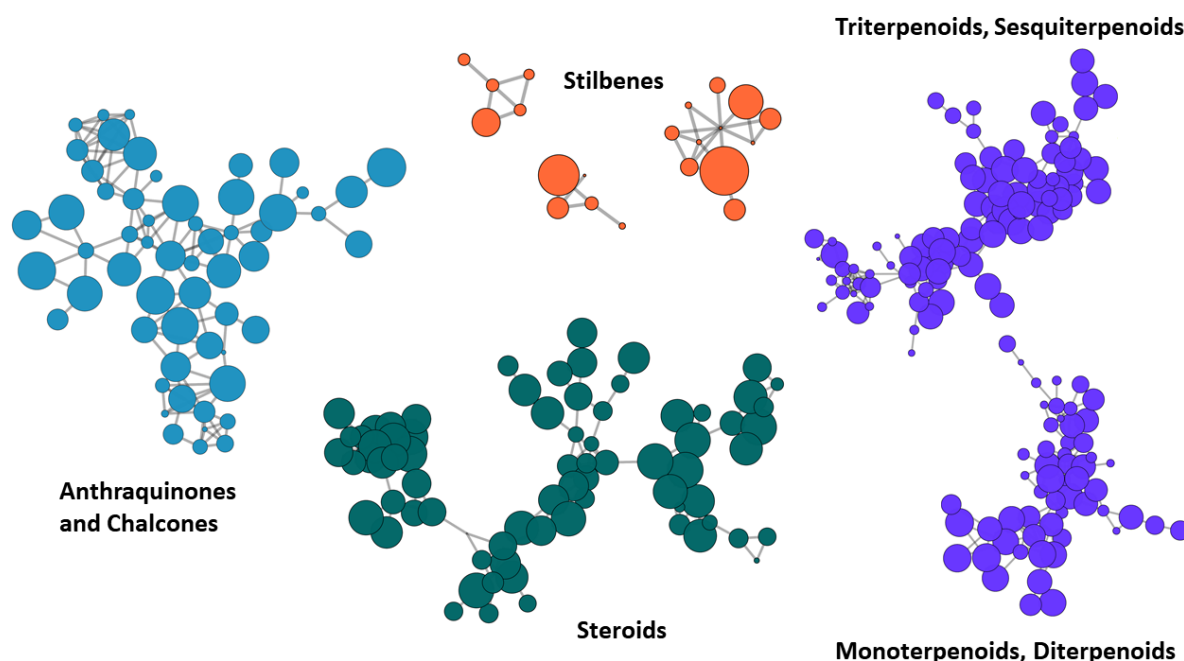 Triterpenoids, Sesquiterpenoids
Stilbenes
Anthraquinones
and Chalcones
Steroids
Monoterpenoids, Diterpenoids